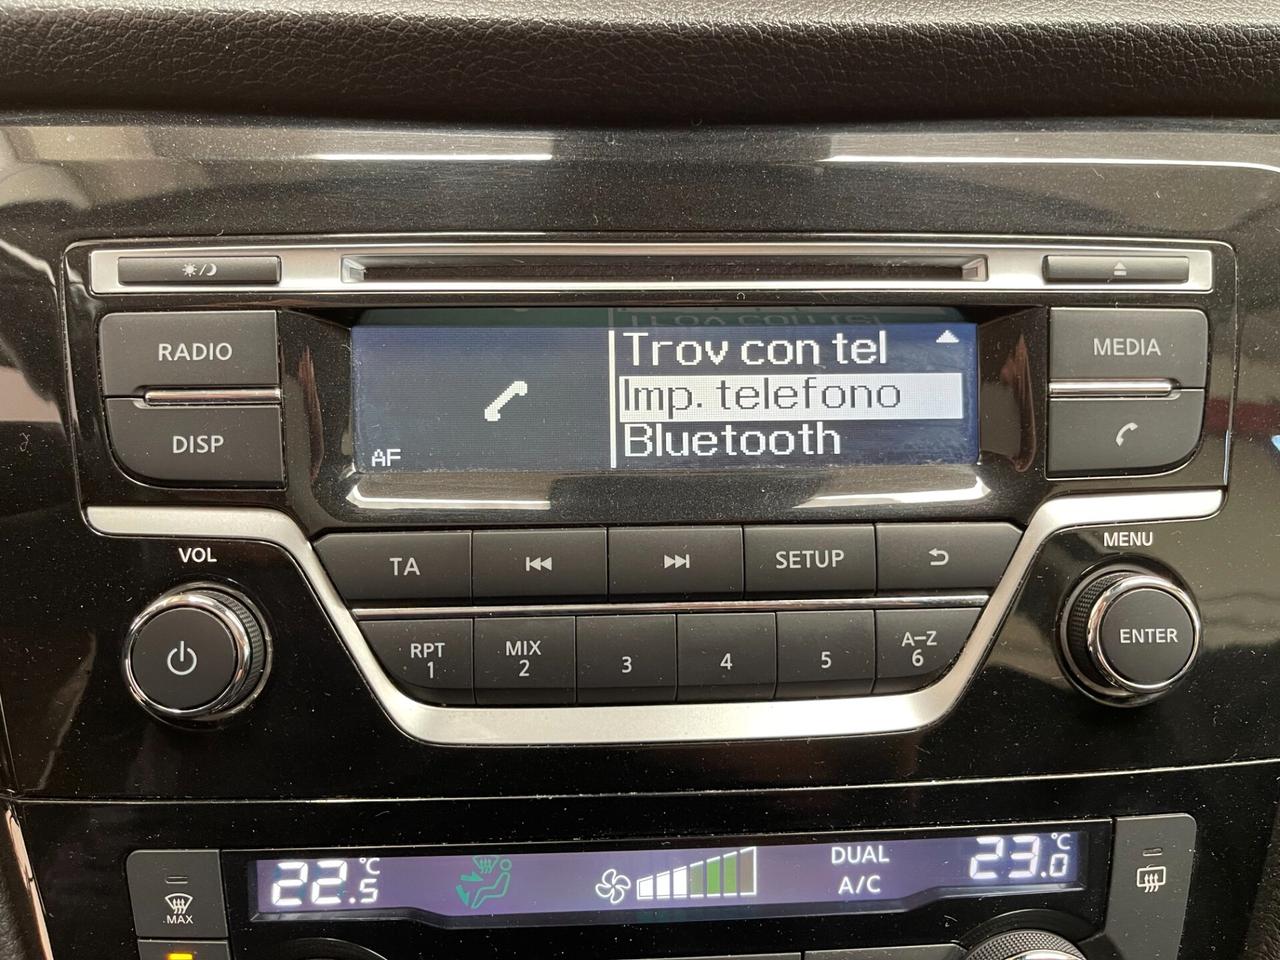 RADIO
DISP
Trov con tel
Imp. telefono
Bluetooth
AF
MEDIA
VOL
MENU
TA
SETUP
RPT
1
MIX
2
3
4
5
A–Z
6
ENTER
22.5 °C
DUAL
A/C
23.0 °C
MAX